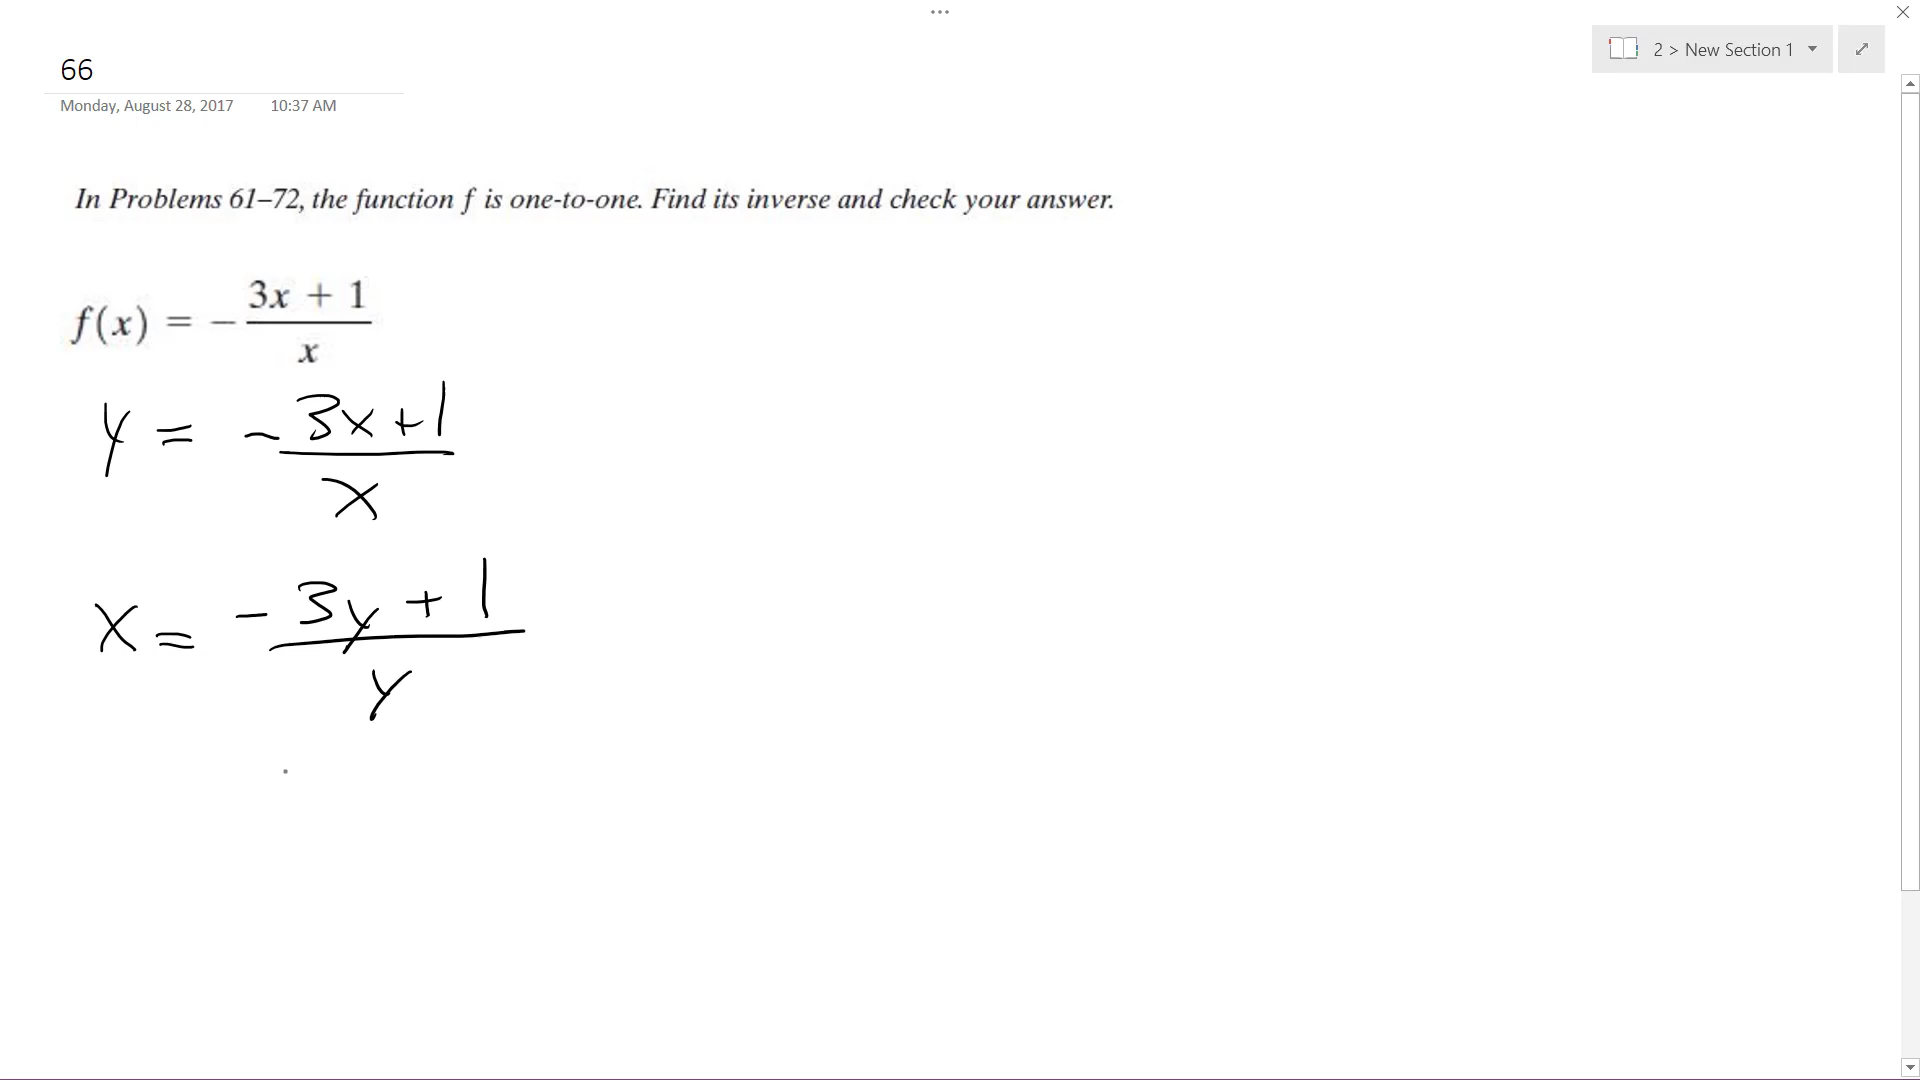 ...
2 > New Section 1
66
Monday, August 28, 2017 10:37 AM
In Problems 61–72, the function f is one-to-one. Find its inverse and check your answer.
f(x) = - (3x + 1)/x
y = - (3x+1)/x
x = - (3y + 1)/y